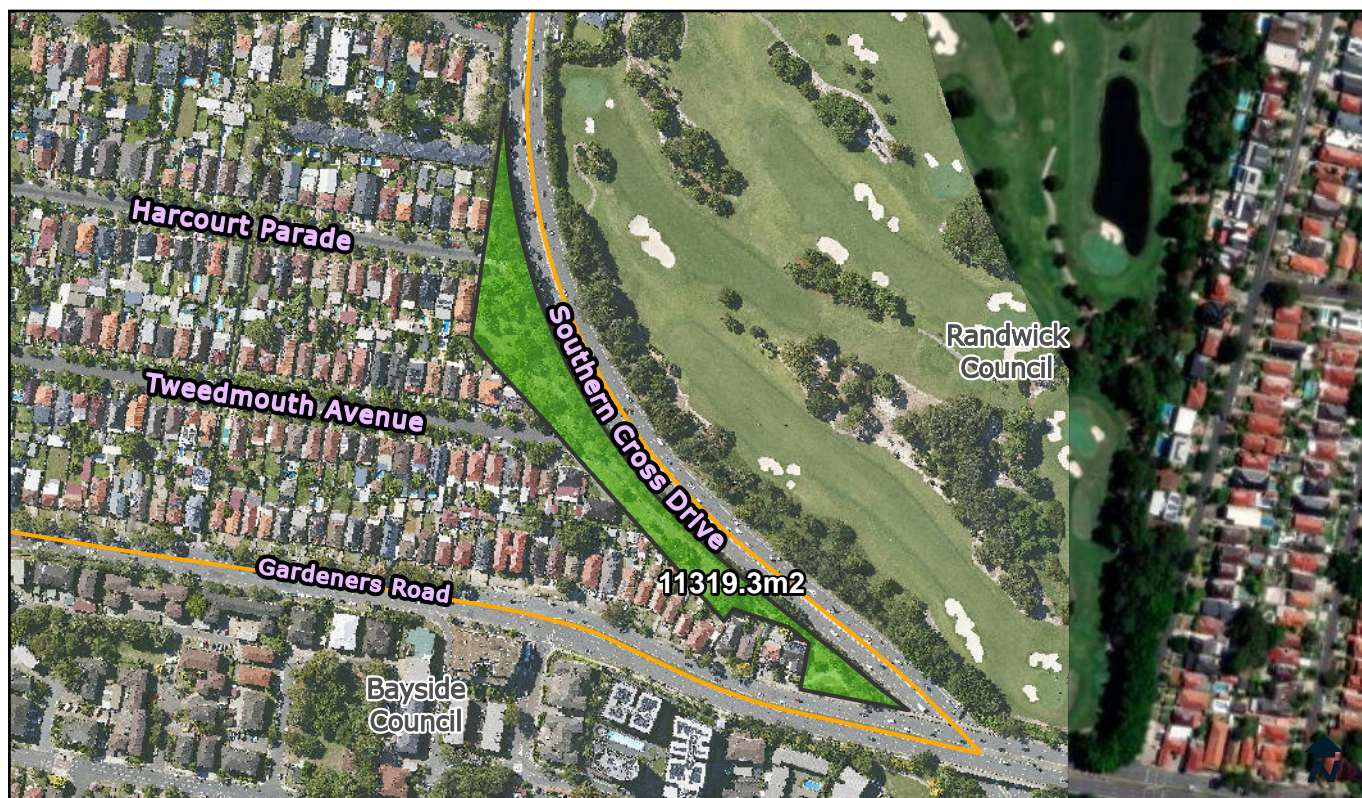 Harcourt Parade
Southern Cross Drive
Randwick
Council
Tweedmouth Avenue
Gardeners Road
11319.3m2
Bayside
Council
N